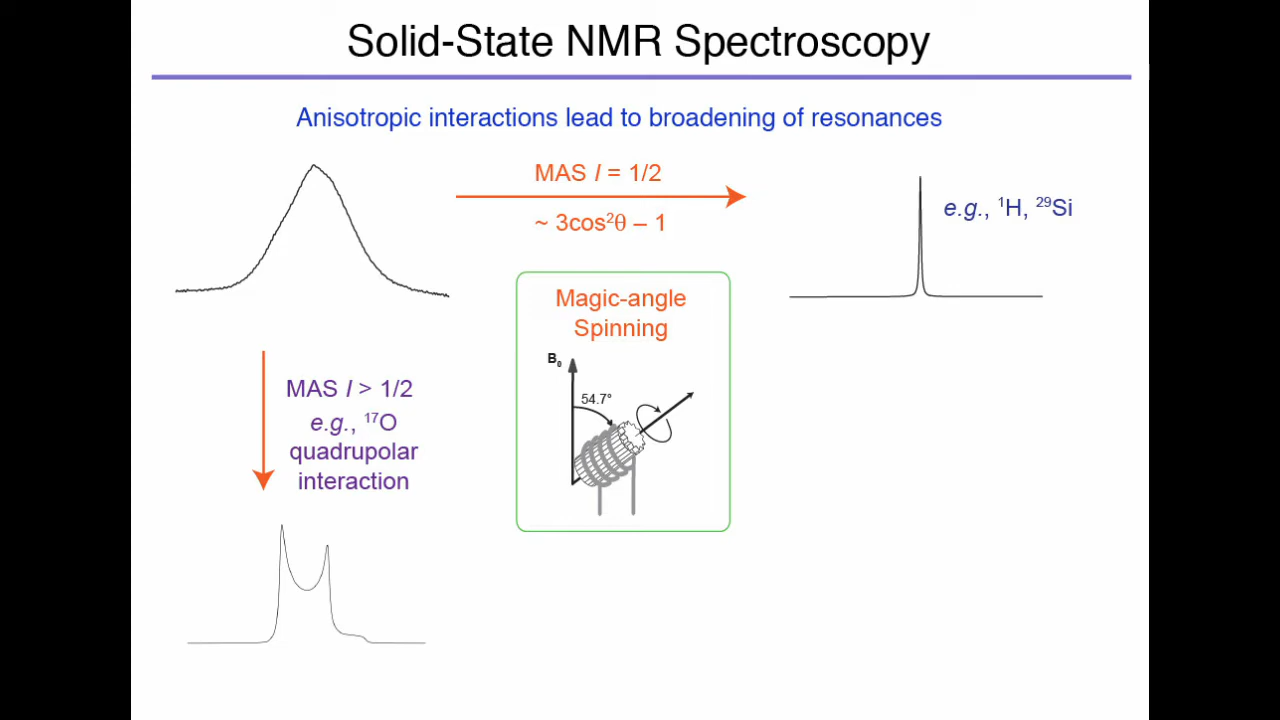 Solid-State NMR Spectroscopy
Anisotropic interactions lead to broadening of resonances
MAS I = 1/2
~ 3cos²θ – 1
e.g., ¹H, ²⁹Si
Magic-angle
Spinning
B₀
54.7°
MAS I > 1/2
e.g., ¹⁷O
quadrupolar
interaction